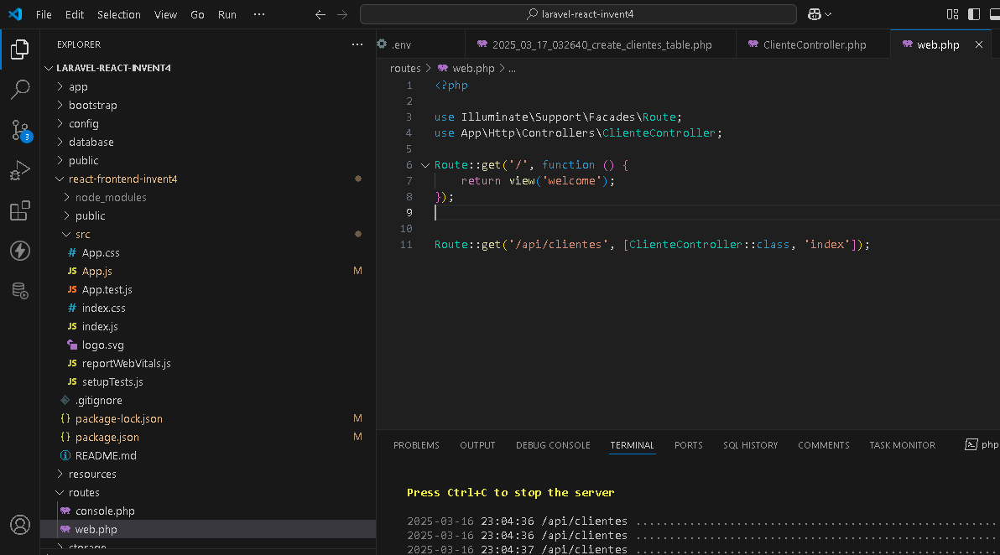 File Edit Selection View Go Run ···
laravel-react-invent4
EXPLORER ···
LARAVEL-REACT-INVENT4
app
bootstrap
config
database
public
react-frontend-invent4
node_modules
public
src
# App.css
JS App.js M
JS App.test.js
# index.css
JS index.js
logo.svg
JS reportWebVitals.js
JS setupTests.js
.gitignore
{} package-lock.json M
{} package.json M
README.md
resources
routes
console.php
web.php
storage
3
.env
2025_03_17_032640_create_clientes_table.php
ClienteController.php
web.php
routes > web.php > ...
1 <?php
2
3 use Illuminate\Support\Facades\Route;
4 use App\Http\Controllers\ClienteController;
5
6 Route::get('/', function () {
7 return view('welcome');
8 });
9
10
11 Route::get('/api/clientes', [ClienteController::class, 'index']);
PROBLEMS OUTPUT DEBUG CONSOLE TERMINAL PORTS SQL HISTORY COMMENTS TASK MONITOR php
Press Ctrl+C to stop the server
2025-03-16 23:04:36 /api/clientes ......................................
2025-03-16 23:04:36 /api/clientes ......................................
2025-03-16 23:04:37 /api/clientes ......................................